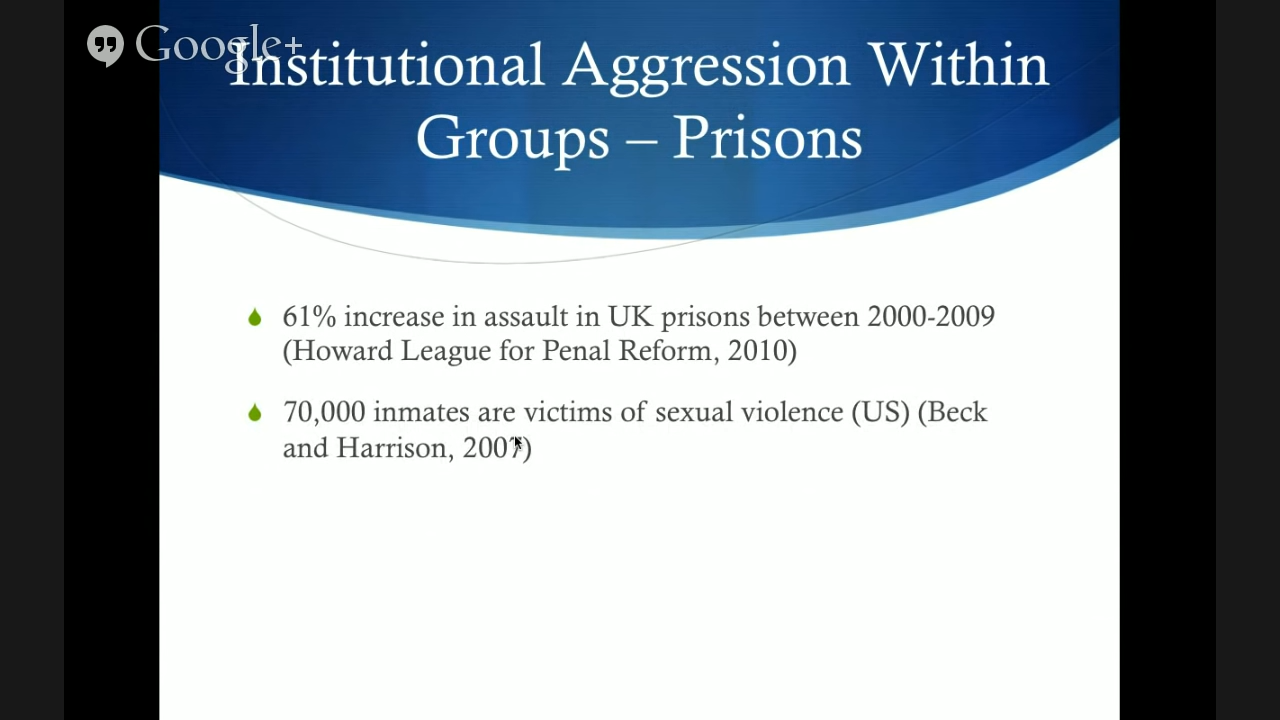 Google+
Institutional Aggression Within
Groups – Prisons
61% increase in assault in UK prisons between 2000-2009
(Howard League for Penal Reform, 2010)
70,000 inmates are victims of sexual violence (US) (Beck
and Harrison, 2007)